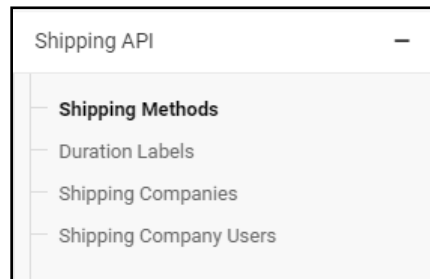 Shipping API
Shipping Methods
Duration Labels
Shipping Companies
Shipping Company Users